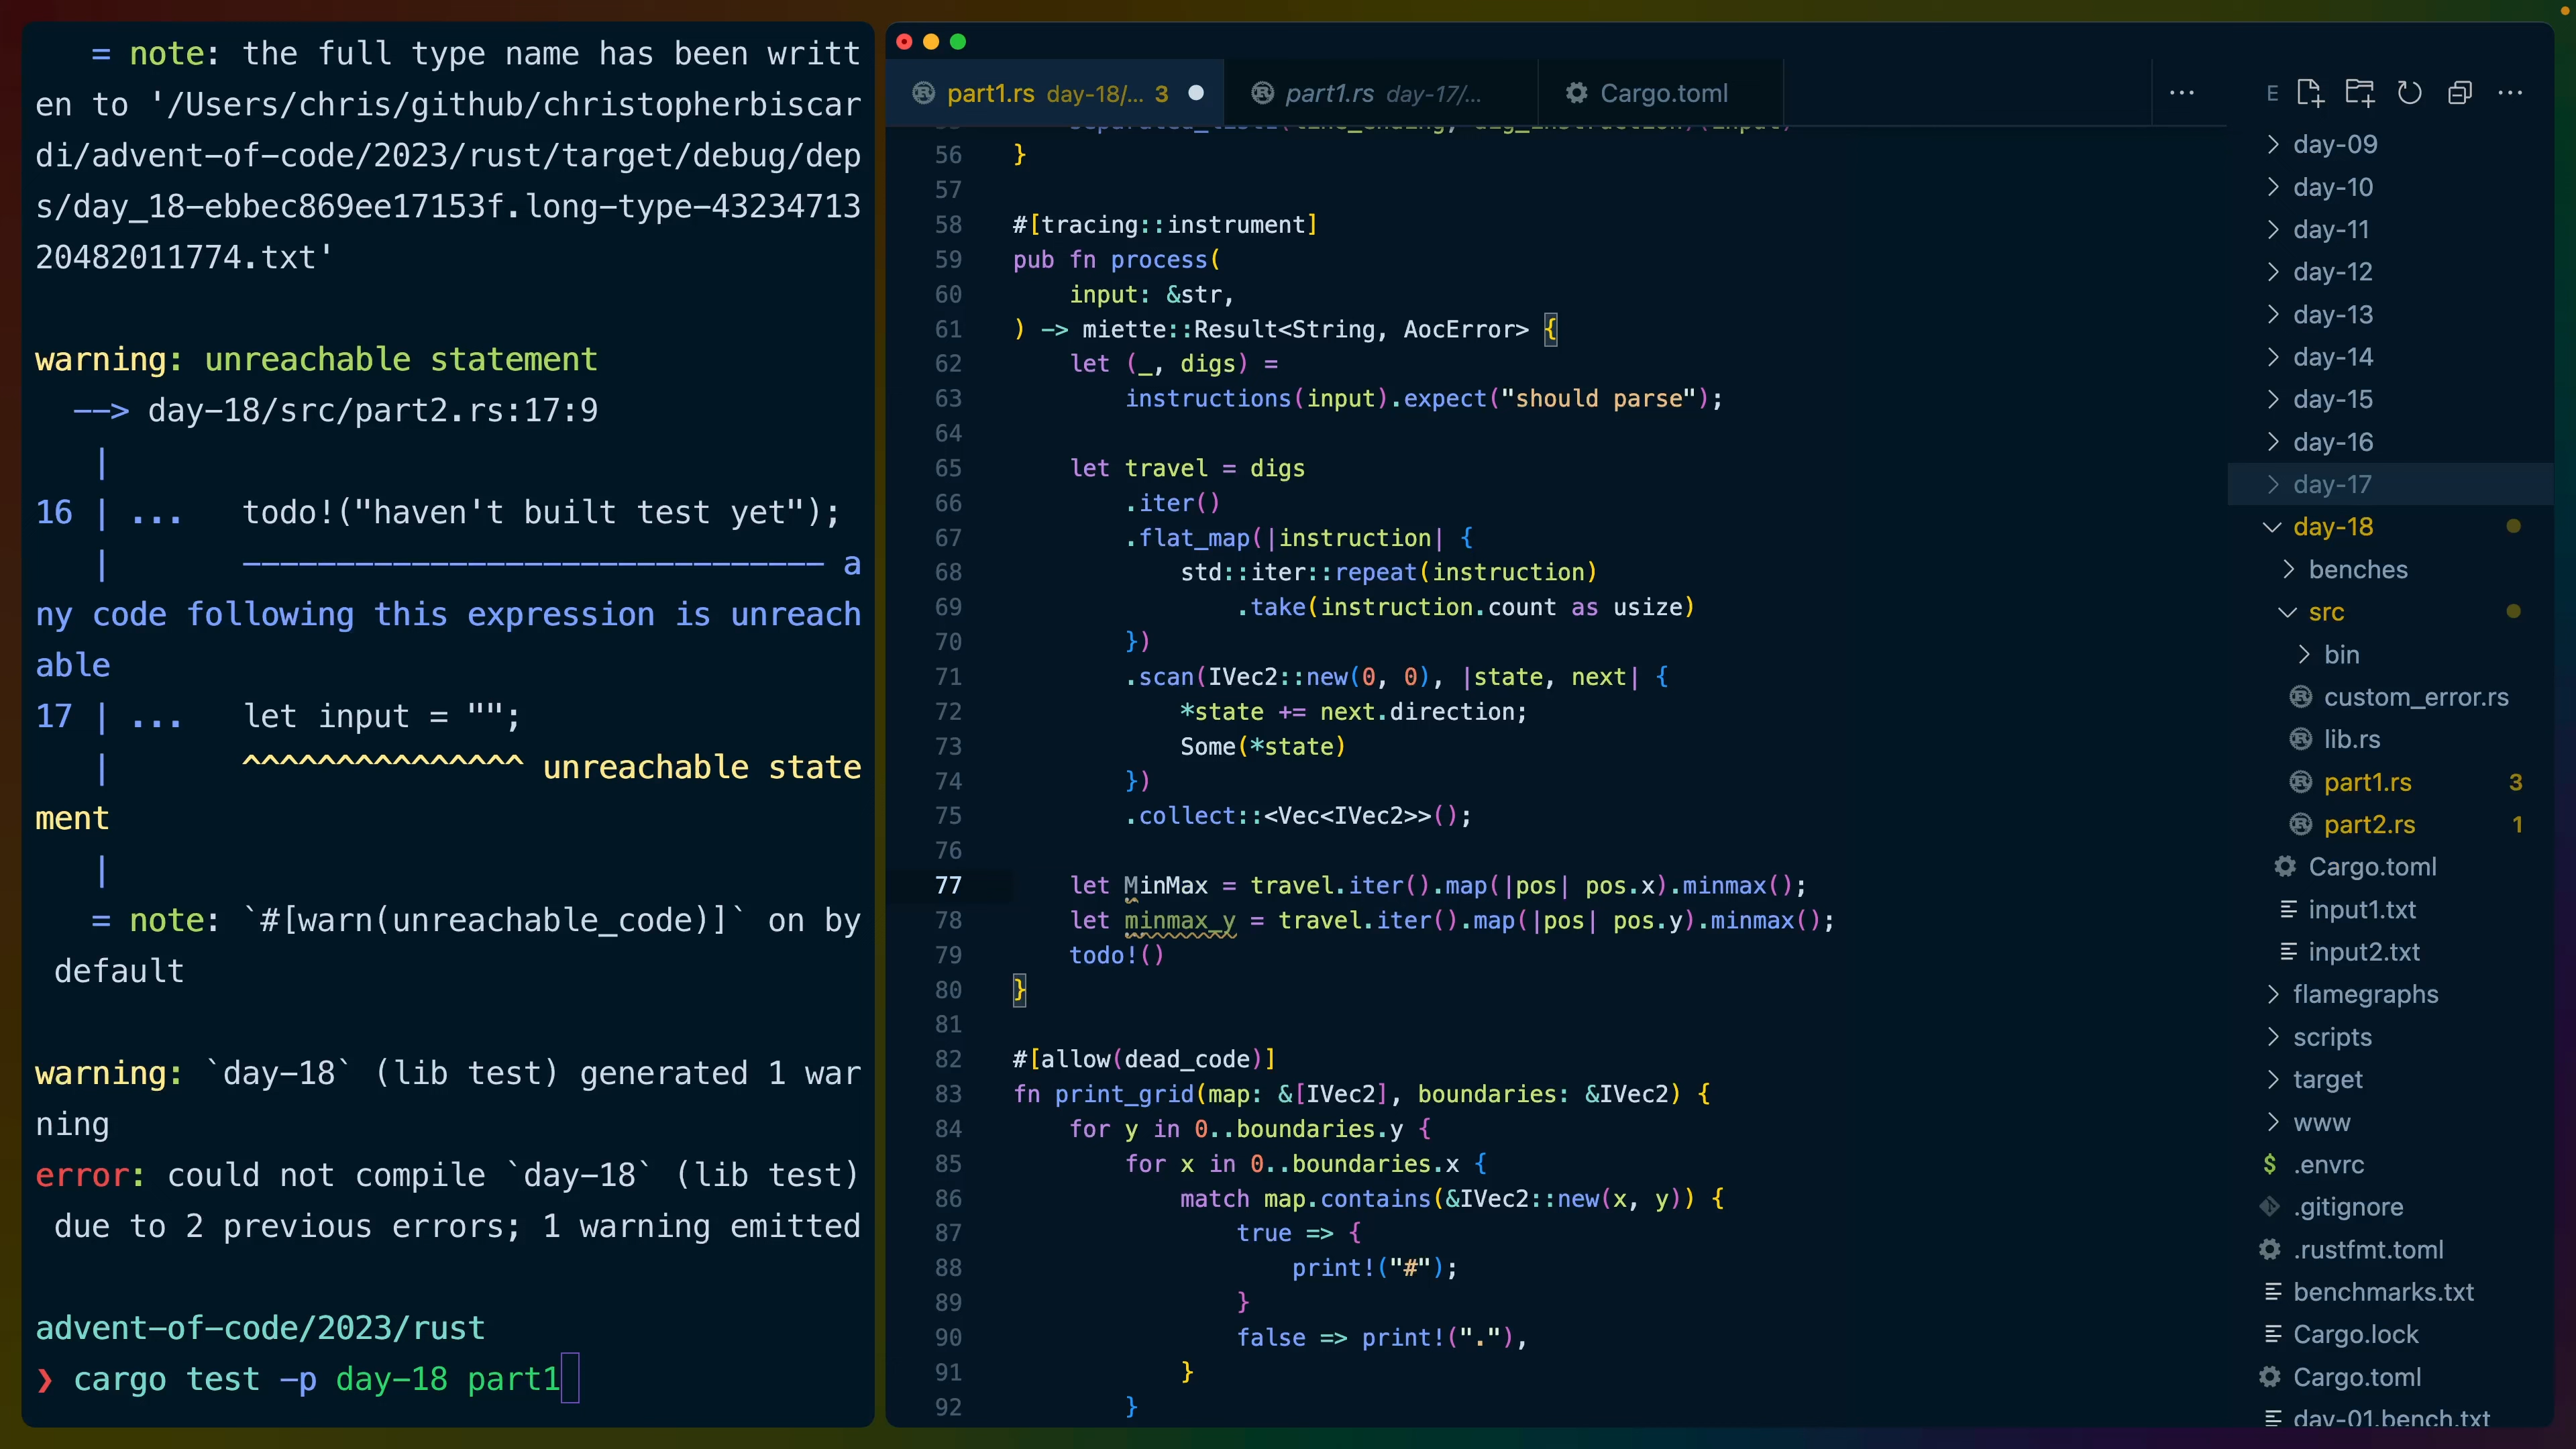 = note: the full type name has been writt
en to '/Users/chris/github/christopherbiscar
di/advent-of-code/2023/rust/target/debug/dep
s/day_18-ebbec869ee17153f.long-type-43234713
20482011774.txt'
warning: unreachable statement
--> day-18/src/part2.rs:17:9
|
16 | ... todo!("haven't built test yet");
| ------------------------------- a
ny code following this expression is unreach
able
17 | ... let input = "";
| ^^^^^^^^^^^^^^^ unreachable state
ment
|
= note: `#[warn(unreachable_code)]` on by
default
warning: `day-18` (lib test) generated 1 war
ning
error: could not compile `day-18` (lib test)
due to 2 previous errors; 1 warning emitted
advent-of-code/2023/rust
❯ cargo test -p day-18 part1
part1.rs day-18/... 3
part1.rs day-17/...
Cargo.toml
56 }
57
58 #[tracing::instrument]
59 pub fn process(
60 input: &str,
61 ) -> miette::Result<String, AocError> {
62 let (_, digs) =
63 instructions(input).expect("should parse");
64
65 let travel = digs
66 .iter()
67 .flat_map(|instruction| {
68 std::iter::repeat(instruction)
69 .take(instruction.count as usize)
70 })
71 .scan(IVec2::new(0, 0), |state, next| {
72 *state += next.direction;
73 Some(*state)
74 })
75 .collect::<Vec<IVec2>>();
76
77 let MinMax = travel.iter().map(|pos| pos.x).minmax();
78 let minmax_y = travel.iter().map(|pos| pos.y).minmax();
79 todo!()
80 }
81
82 #[allow(dead_code)]
83 fn print_grid(map: &[IVec2], boundaries: &IVec2) {
84 for y in 0..boundaries.y {
85 for x in 0..boundaries.x {
86 match map.contains(&IVec2::new(x, y)) {
87 true => {
88 print!("#");
89 }
90 false => print!("."),
91 }
92 }
E
day-09
day-10
day-11
day-12
day-13
day-14
day-15
day-16
day-17
day-18
benches
src
bin
custom_error.rs
lib.rs
part1.rs 3
part2.rs 1
Cargo.toml
input1.txt
input2.txt
flamegraphs
scripts
target
www
$ .envrc
.gitignore
.rustfmt.toml
benchmarks.txt
Cargo.lock
Cargo.toml
day-01.bench.txt